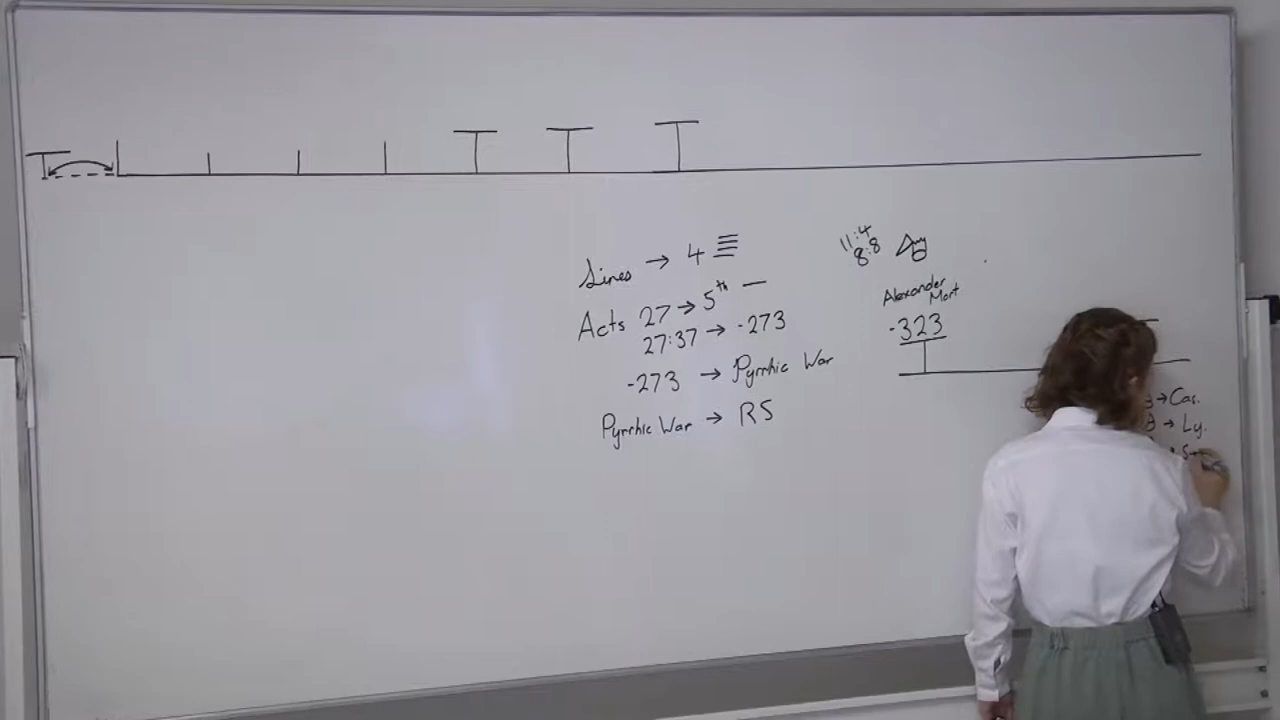 Lines → 4
Acts 27 → 5th —
27:37 → -273
-273 → Pyrrhic War
Pyrrhic War → RS
11:4
8:8
Alexander
-323
→ Cas.
→ Ly.